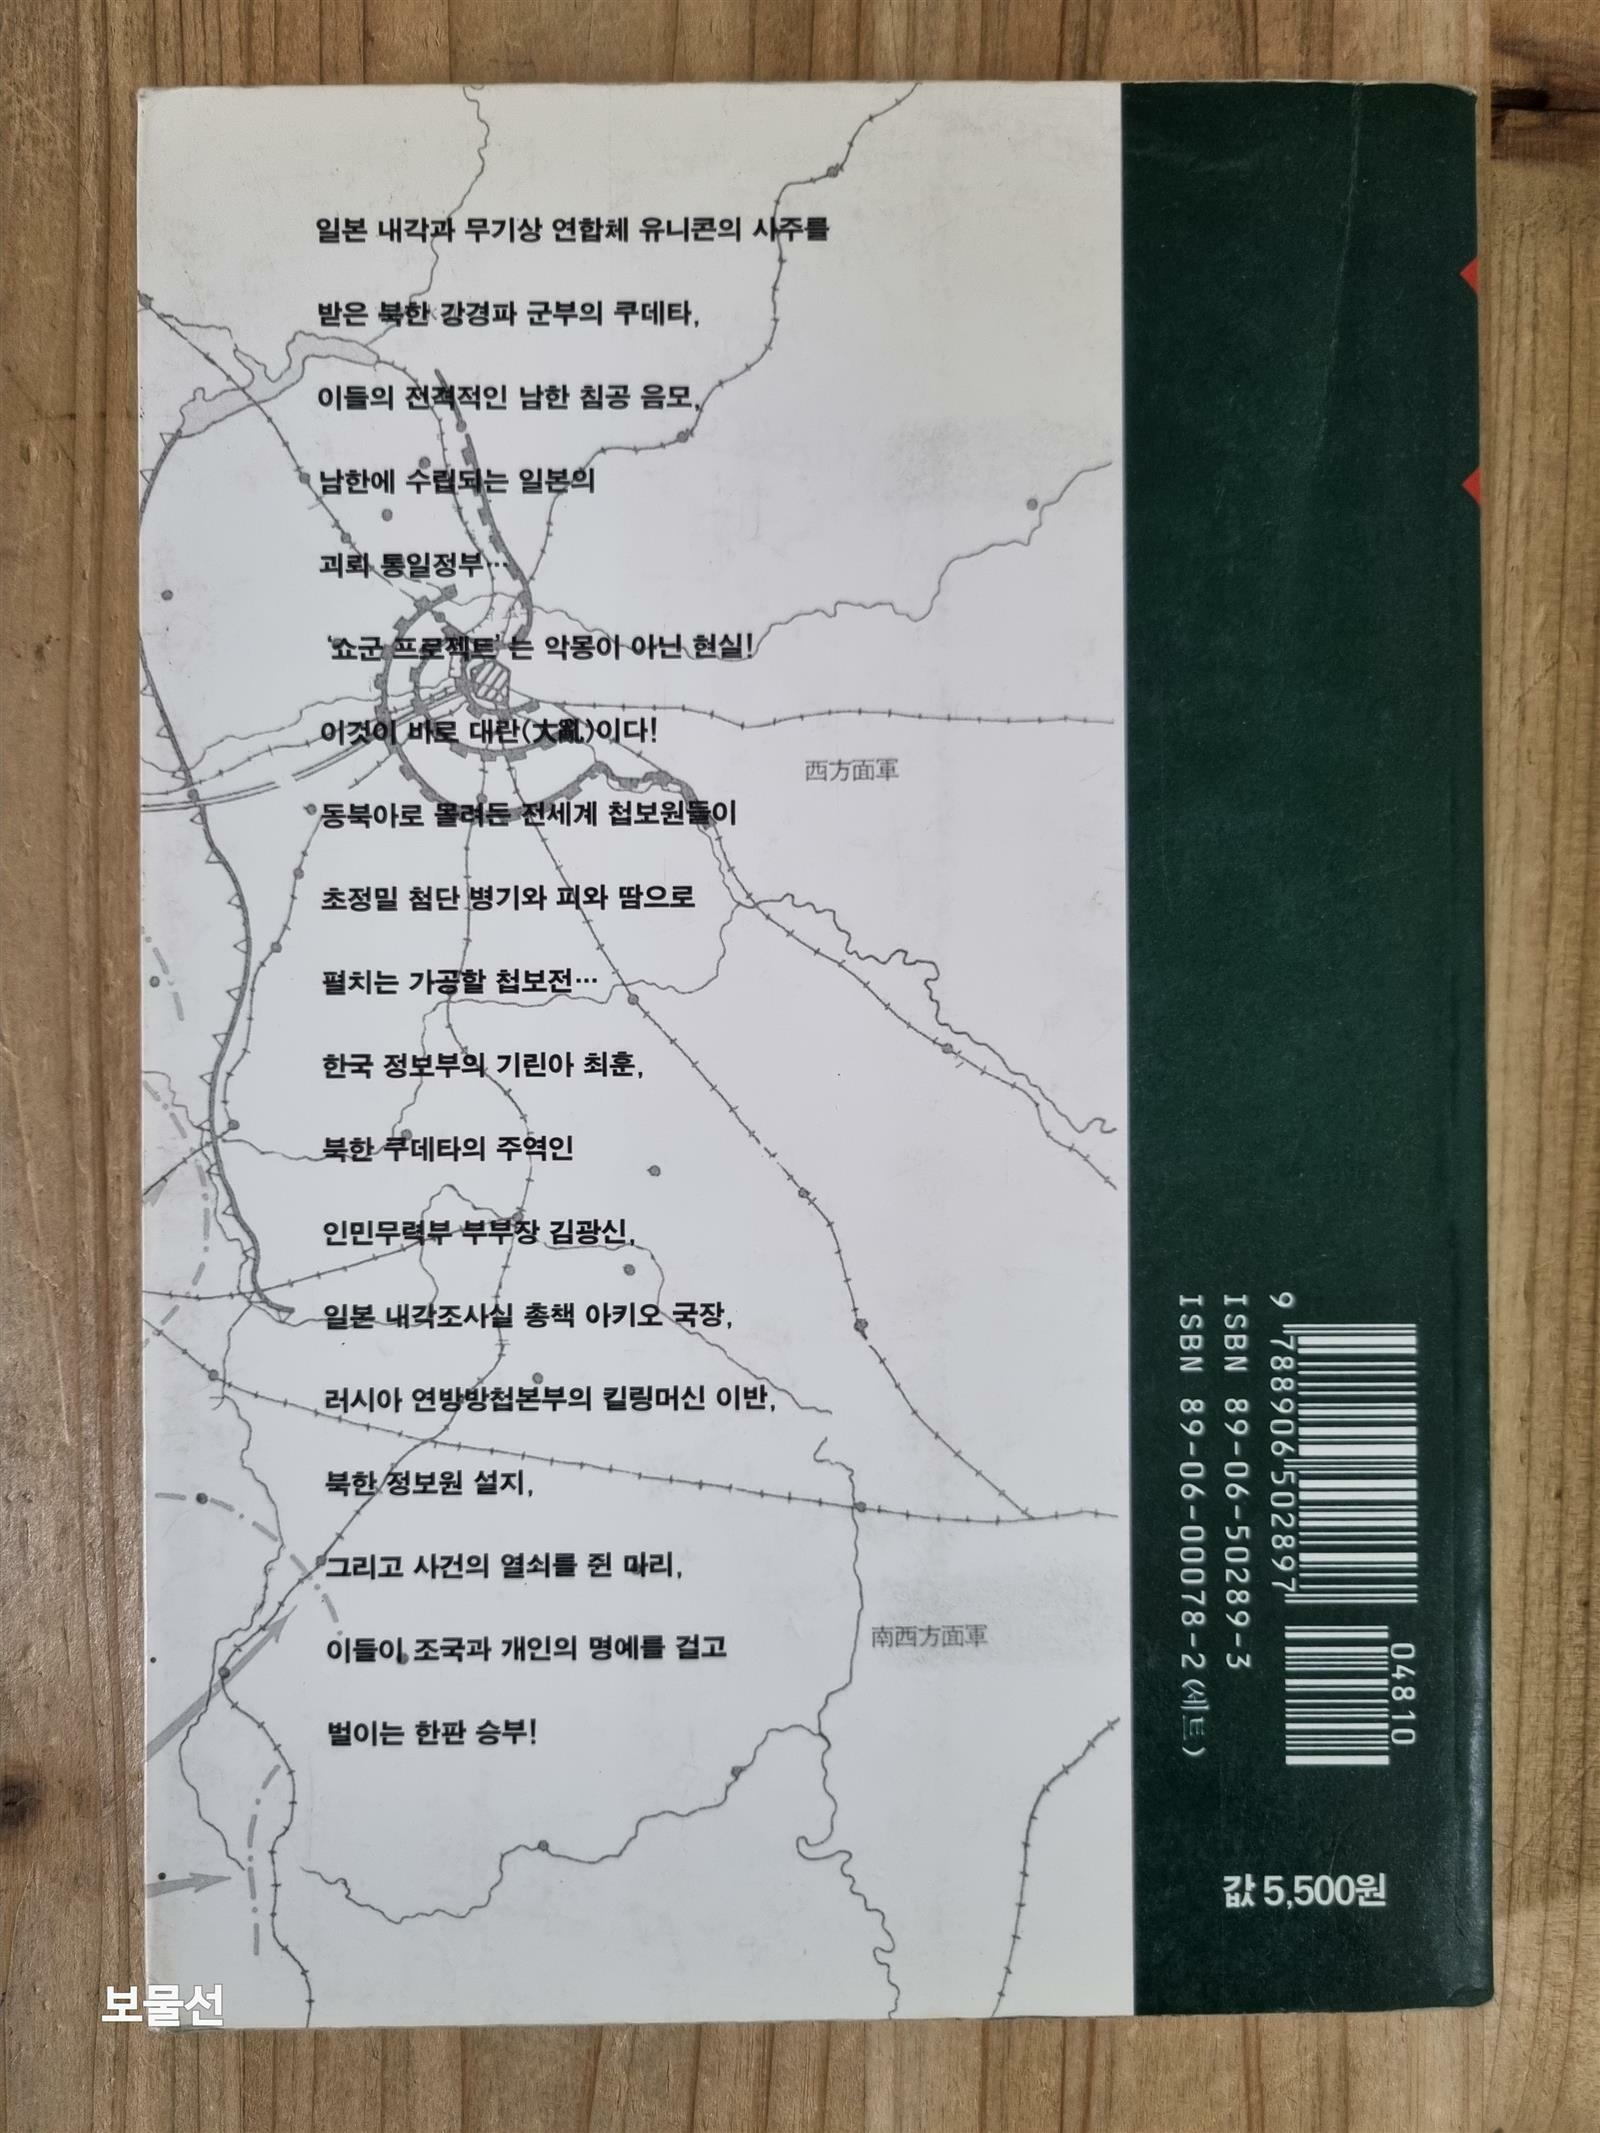 일본 내각과 무기상 연합체 유니콘의 사주를
받은 북한 강경파 군부의 쿠데타,
이들의 전격적인 남한 침공 음모,
남한에 수립되는 일본의
괴뢰 통일정부…
'쇼군 프로젝트'는 악몽이 아닌 현실!
이것이 바로 대란(大亂)이다!
西方面軍
동북아로 몰려든 전세계 첩보원들이
초정밀 첨단 병기와 피와 땀으로
펼치는 가공할 첩보전…
한국 정보부의 기린아 최훈,
북한 쿠데타의 주역인
인민무력부 부부장 김광신,
일본 내각조사실 총책 아키오 국장,
러시아 연방방첩본부의 킬링머신 이반,
북한 정보원 설지,
그리고 사건의 열쇠를 쥔 마리,
南西方面軍
이들이 조국과 개인의 명예를 걸고
벌이는 한판 승부!
9 788906 502897
04810
ISBN 89-06-50289-3
ISBN 89-06-00078-2(세트)
값 5,500원
보물선